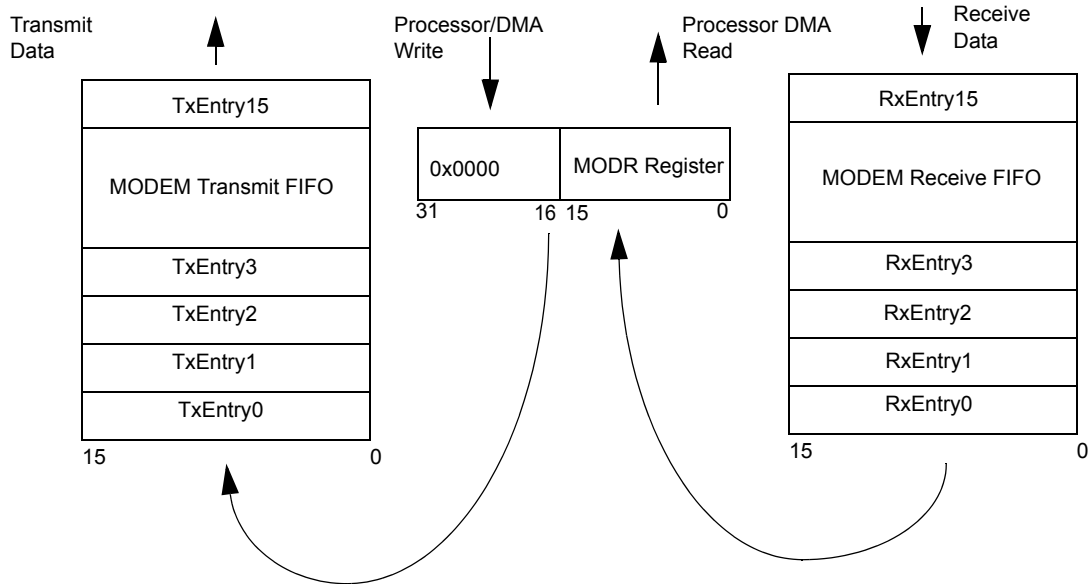 Transmit
Data
Processor/DMA
Write
Processor DMA
Read
Receive
Data
TxEntry15
MODEM Transmit FIFO
TxEntry3
TxEntry2
TxEntry1
TxEntry0
15 0
0x0000 MODR Register
31 16 15 0
RxEntry15
MODEM Receive FIFO
RxEntry3
RxEntry2
RxEntry1
RxEntry0
15 0